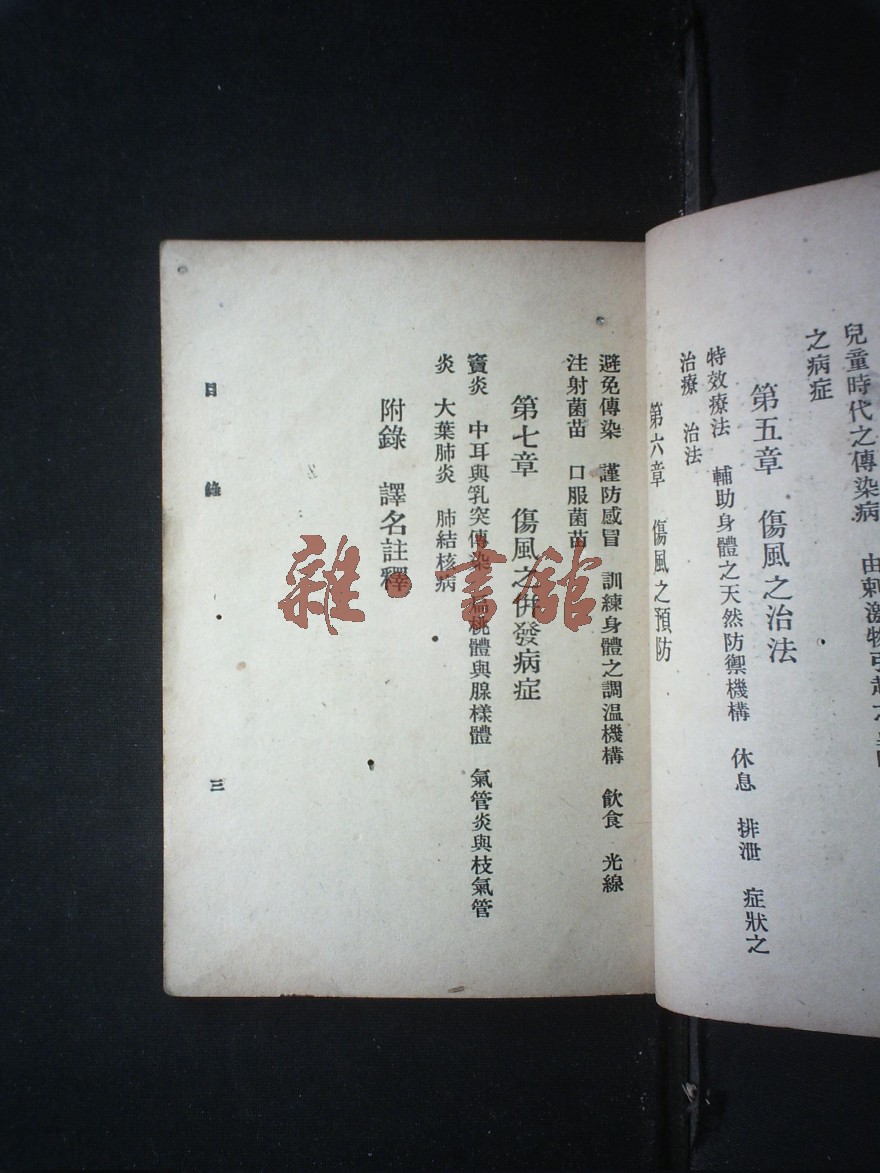 兒童時代之傳染病 由刺激物引起之
之病症
第五章 傷風之治法
特效療法 輔助身體之天然防禦機構 休息 排泄 症狀之
治療 治法
第六章 傷風之預防
避免傳染 謹防感冒 訓練身體之調溫機構 飲食 光線
注射菌苗 口服菌苗
第七章 傷風之併發病症
竇炎 中耳與乳突傳染 扁桃體與腺樣體 氣管炎與枝氣管
炎 大葉肺炎 肺結核病
附錄 譯名註釋
目錄
三
雜·書館